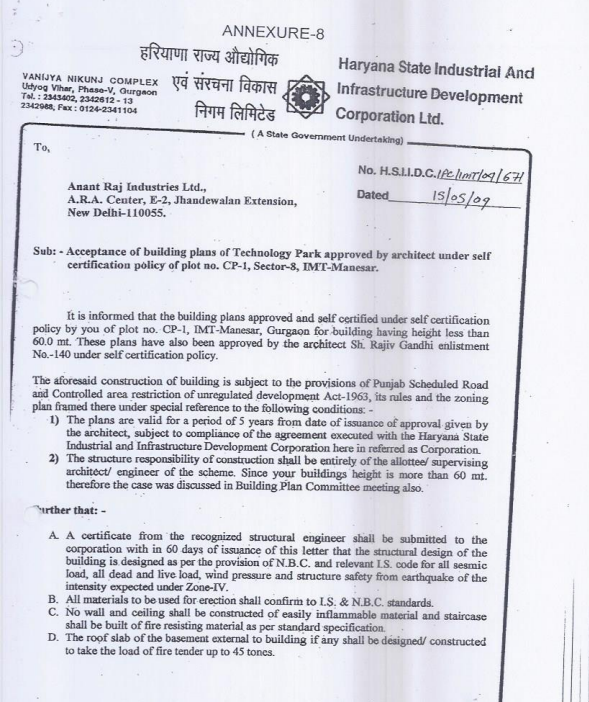 ANNEXURE-8
हरियाणा राज्य औद्योगिक
एवं संरचना विकास
निगम लिमिटेड
VANIJYA NIKUNJ COMPLEX
Udyog Vihar, Phase-V, Gurgaon
Tel. : 2343402, 2342612 - 13
2342988, Fax : 0124-2341104
Haryana State Industrial And
Infrastructure Development
Corporation Ltd.
( A State Government Undertaking)
To,
No. H.S.I.I.D.C. IPC/IMT/09/671
Dated 15/05/09
Anant Raj Industries Ltd.,
A.R.A. Center, E-2, Jhandewalan Extension,
New Delhi-110055.
Sub: - Acceptance of building plans of Technology Park approved by architect under self
certification policy of plot no. CP-1, Sector-8, IMT-Manesar.
It is informed that the building plans approved and self certified under self certification
policy by you of plot no. CP-1, IMT-Manesar, Gurgaon for building having height less than
60.0 mt. These plans have also been approved by the architect Sh. Rajiv Gandhi enlistment
No.-140 under self certification policy.
The aforesaid construction of building is subject to the provisions of Punjab Scheduled Road
and Controlled area restriction of unregulated development Act-1963, its rules and the zoning
plan framed there under special reference to the following conditions: -
1) The plans are valid for a period of 5 years from date of issuance of approval given by
the architect, subject to compliance of the agreement executed with the Haryana State
Industrial and Infrastructure Development Corporation here in referred as Corporation.
2) The structure responsibility of construction shall be entirely of the allottee/ supervising
architect/ engineer of the scheme. Since your buildings height is more than 60 mt.
therefore the case was discussed in Building Plan Committee meeting also.
urther that: -
A. A certificate from the recognized structural engineer shall be submitted to the
corporation with in 60 days of issuance of this letter that the structural design of the
building is designed as per the provision of N.B.C. and relevant I.S. code for all sesmic
load, all dead and live load, wind pressure and structure safety from earthquake of the
intensity expected under Zone-IV.
B. All materials to be used for erection shall confirm to I.S. & N.B.C. standards.
C. No wall and ceiling shall be constructed of easily inflammable material and staircase
shall be built of fire resisting material as per standard specification.
D. The roof slab of the basement external to building if any shall be designed/ constructed
to take the load of fire tender up to 45 tones.